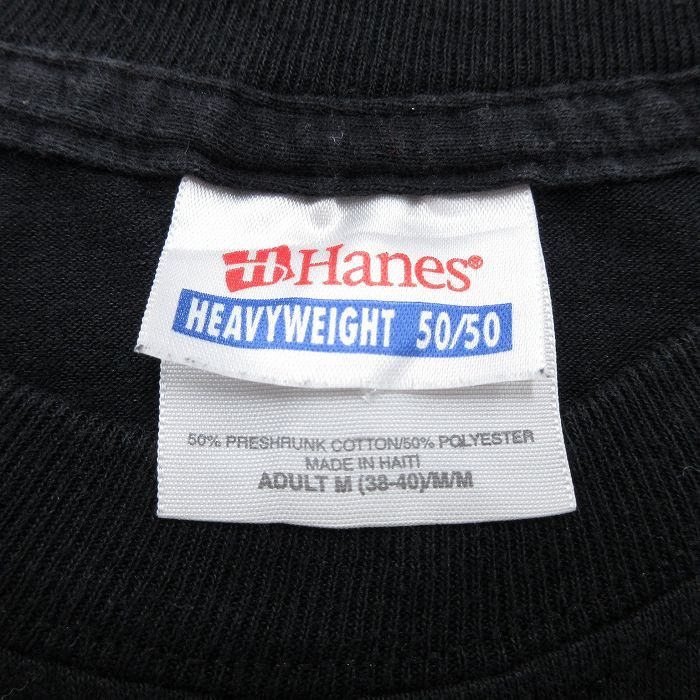 Hanes®
HEAVYWEIGHT 50/50
50% PRESHRUNK COTTON/50% POLYESTER
MADE IN HAITI
ADULT M (38-40)/M/M